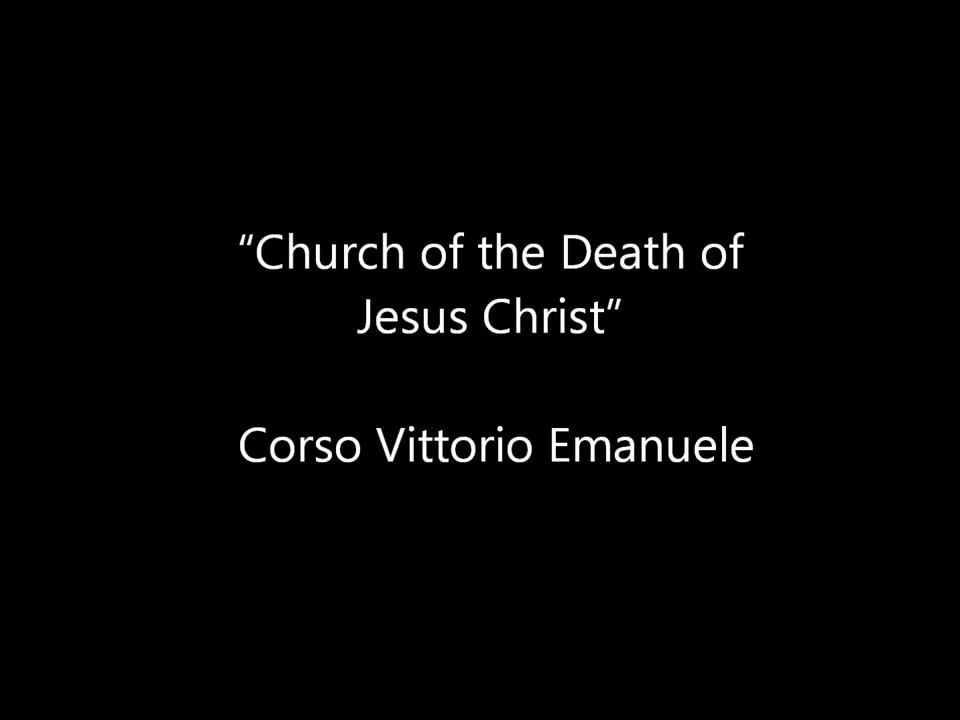 “Church of the Death of
Jesus Christ”
Corso Vittorio Emanuele